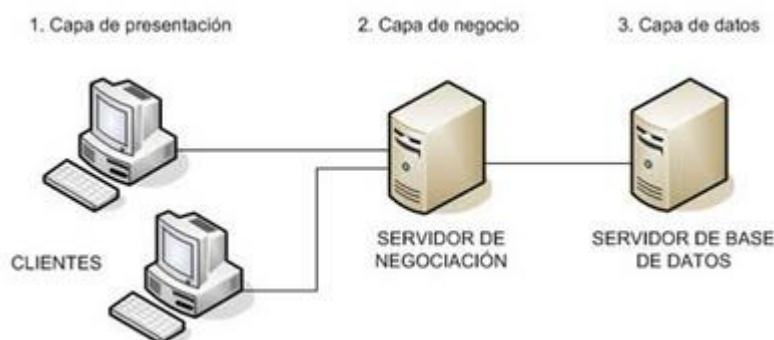 1. Capa de presentación
2. Capa de negocio
3. Capa de datos
CLIENTES
SERVIDOR DE
NEGOCIACIÓN
SERVIDOR DE BASE
DE DATOS